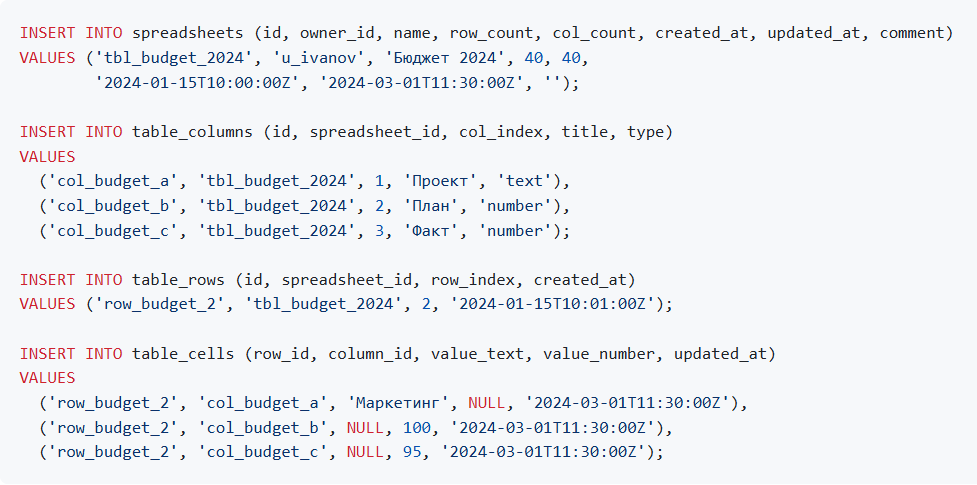 INSERT INTO spreadsheets (id, owner_id, name, row_count, col_count, created_at, updated_at, comment)
VALUES ('tbl_budget_2024', 'u_ivanov', 'Бюджет 2024', 40, 40,
'2024-01-15T10:00:00Z', '2024-03-01T11:30:00Z', '');
INSERT INTO table_columns (id, spreadsheet_id, col_index, title, type)
VALUES
('col_budget_a', 'tbl_budget_2024', 1, 'Проект', 'text'),
('col_budget_b', 'tbl_budget_2024', 2, 'План', 'number'),
('col_budget_c', 'tbl_budget_2024', 3, 'Факт', 'number');
INSERT INTO table_rows (id, spreadsheet_id, row_index, created_at)
VALUES ('row_budget_2', 'tbl_budget_2024', 2, '2024-01-15T10:01:00Z');
INSERT INTO table_cells (row_id, column_id, value_text, value_number, updated_at)
VALUES
('row_budget_2', 'col_budget_a', 'Маркетинг', NULL, '2024-03-01T11:30:00Z'),
('row_budget_2', 'col_budget_b', NULL, 100, '2024-03-01T11:30:00Z'),
('row_budget_2', 'col_budget_c', NULL, 95, '2024-03-01T11:30:00Z');